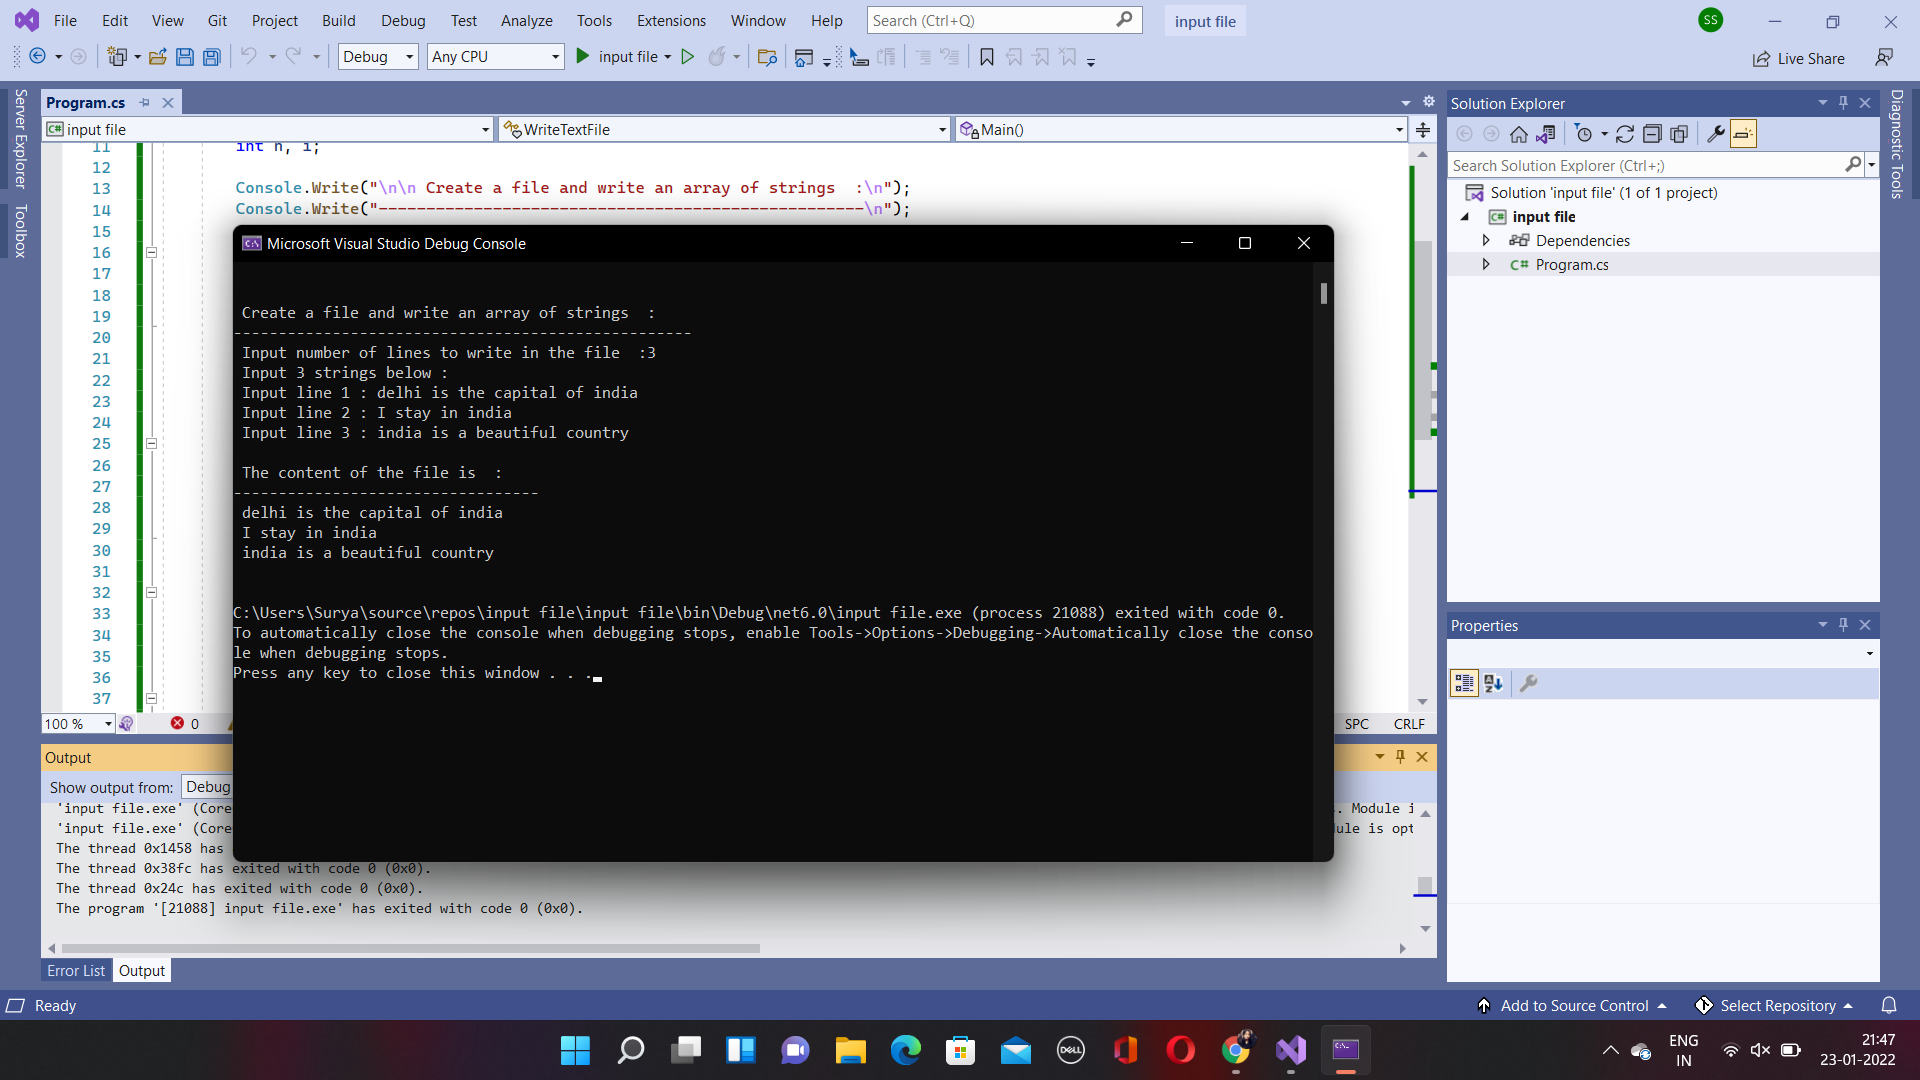 File Edit View Git Project Build Debug Test Analyze Tools Extensions Window Help Search (Ctrl+Q) input file SS
Debug Any CPU input file Live Share
Server Explorer
Toolbox
Program.cs
input file WriteTextFile Main()
11 int n, i;
12
13 Console.Write("\n\n Create a file and write an array of strings  :\n");
14 Console.Write("------------------------------------------------------\n");
15
16
17
18
19
20
21
22
23
24
25
26
27
28
29
30
31
32
33
34
35
36
37
100 % 0 SPC CRLF
Microsoft Visual Studio Debug Console
Create a file and write an array of strings  :
---------------------------------------------------
Input number of lines to write in the file  :3
Input 3 strings below :
Input line 1 : delhi is the capital of india
Input line 2 : I stay in india
Input line 3 : india is a beautiful country
The content of the file is  :
----------------------------------
delhi is the capital of india
I stay in india
india is a beautiful country
C:\Users\Surya\source\repos\input file\input file\bin\Debug\net6.0\input file.exe (process 21088) exited with code 0.
To automatically close the console when debugging stops, enable Tools->Options->Debugging->Automatically close the conso
le when debugging stops.
Press any key to close this window . . .
Output
Show output from: Debug
'input file.exe' (Core . Module i
'input file.exe' (Core ule is opt
The thread 0x1458 has
The thread 0x38fc has exited with code 0 (0x0).
The thread 0x24c has exited with code 0 (0x0).
The program '[21088] input file.exe' has exited with code 0 (0x0).
Error List Output
Solution Explorer
Search Solution Explorer (Ctrl+;)
Solution 'input file' (1 of 1 project)
input file
Dependencies
C# Program.cs
Properties
Diagnostic Tools
Ready Add to Source Control Select Repository
DELL
ENG
IN
21:47
23-01-2022